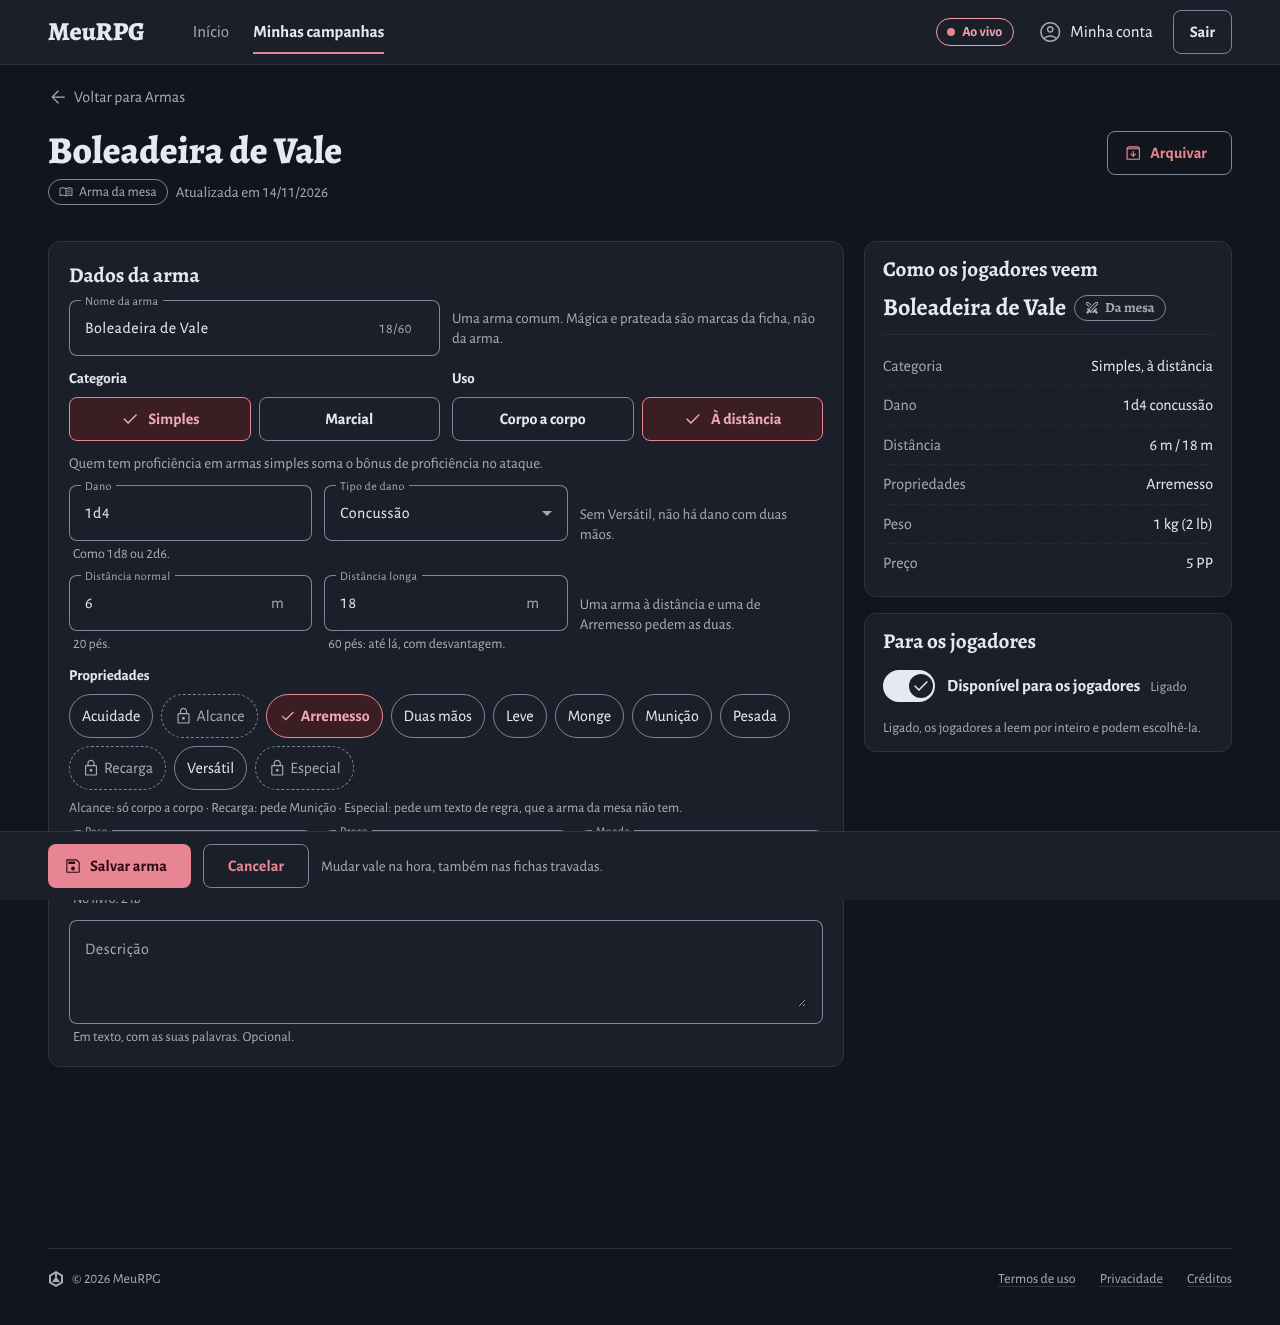 MeuRPG
Início
Minhas campanhas
Ao vivo
Minha conta
Sair
Voltar para Armas
Boleadeira de Vale
Arquivar
Arma da mesa
Atualizada em 14/11/2026
Dados da arma
Nome da arma
Boleadeira de Vale
18/60
Uma arma comum. Mágica e prateada são marcas da ficha, não
da arma.
Categoria
Uso
Simples
Marcial
Corpo a corpo
À distância
Quem tem proficiência em armas simples soma o bônus de proficiência no ataque.
Dano
1d4
Tipo de dano
Concussão
Sem Versátil, não há dano com duas
mãos.
Como 1d8 ou 2d6.
Distância normal
6
m
Distância longa
18
m
Uma arma à distância e uma de
Arremesso pedem as duas.
20 pés.
60 pés: até lá, com desvantagem.
Propriedades
Acuidade
Alcance
Arremesso
Duas mãos
Leve
Monge
Munição
Pesada
Recarga
Versátil
Especial
Alcance: só corpo a corpo · Recarga: pede Munição · Especial: pede um texto de regra, que a arma da mesa não tem.
Salvar arma
Cancelar
Mudar vale na hora, também nas fichas travadas.
Descrição
Em texto, com as suas palavras. Opcional.
Como os jogadores veem
Boleadeira de Vale
Da mesa
Categoria
Simples, à distância
Dano
1d4 concussão
Distância
6 m / 18 m
Propriedades
Arremesso
Peso
1 kg (2 lb)
Preço
5 PP
Para os jogadores
Disponível para os jogadores
Ligado
Ligado, os jogadores a leem por inteiro e podem escolhê-la.
© 2026 MeuRPG
Termos de uso
Privacidade
Créditos